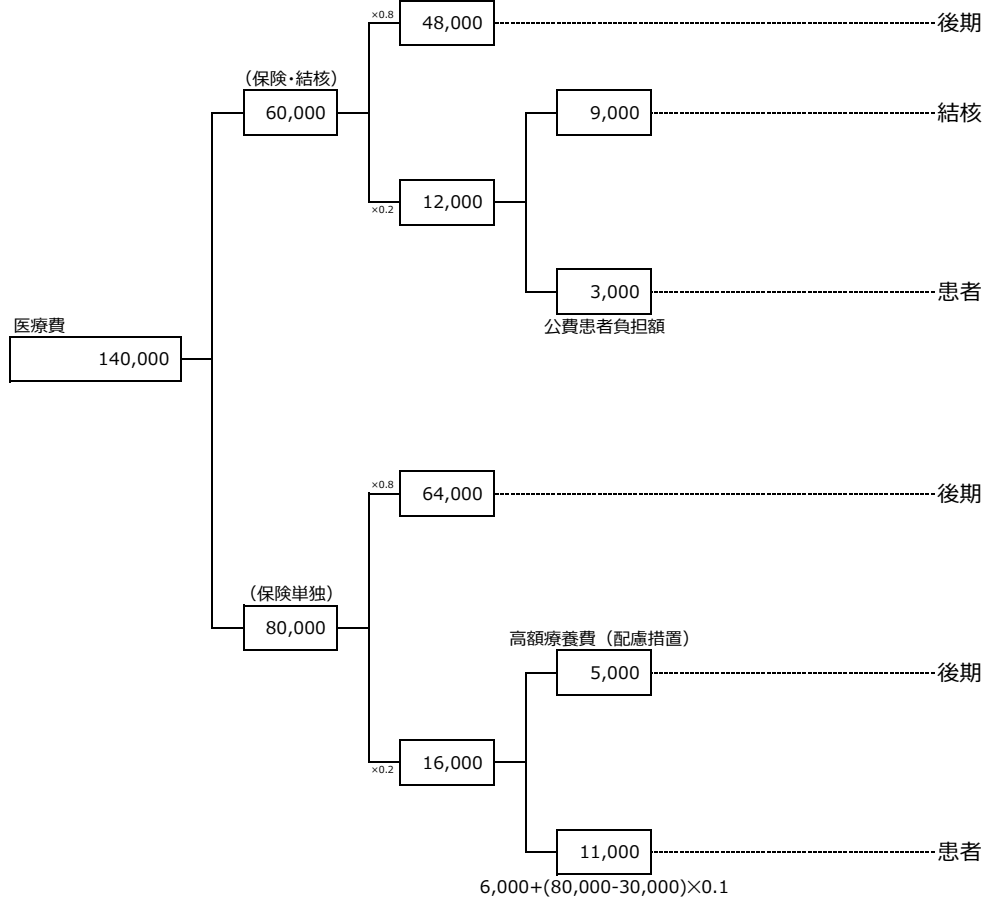 ×0.8
48,000
後期
（保険・結核）
60,000
9,000
結核
×0.2
12,000
3,000
患者
公費患者負担額
医療費
140,000
×0.8
64,000
後期
（保険単独）
80,000
高額療養費（配慮措置）
5,000
後期
×0.2
16,000
11,000
患者
6,000+(80,000-30,000)×0.1